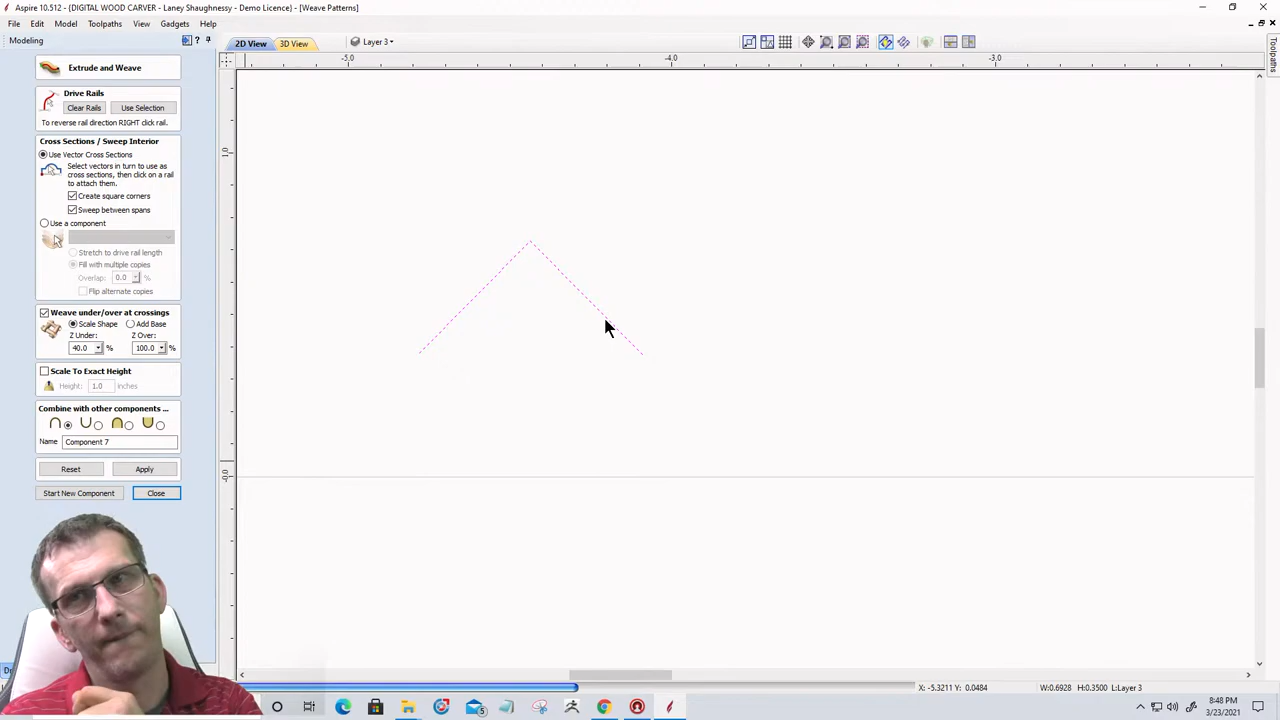 Aspire 10.512 - (DIGITAL WOOD CARVER - Laney Shaughnessy - Demo Licence) - [Weave Patterns]
File Edit Model Toolpaths View Gadgets Help
Modeling
2D View 3D View Layer 3
-5.0 -4.0 -3.0
Toolpaths
Extrude and Weave
Drive Rails
Clear Rails Use Selection
To reverse rail direction RIGHT click rail.
Cross Sections / Sweep Interior
Use Vector Cross Sections
Select vectors in turn to use as
cross sections, then click on a rail
to attach them.
1.0
Create square corners
Sweep between spans
Use a component
Stretch to drive rail length
Fill with multiple copies
Overlap: 0.0 %
Flip alternate copies
Weave under/over at crossings
Scale Shape Add Base
Z Under: Z Over:
40.0 % 100.0 %
Scale To Exact Height
Height: 1.0 inches
Combine with other components ...
Name Component 7
Reset Apply
-0.0
Start New Component Close
X: -5.3211 Y: 0.0484 W:0.6928 H:0.3500 L:Layer 3
8:48 PM
3/23/2021